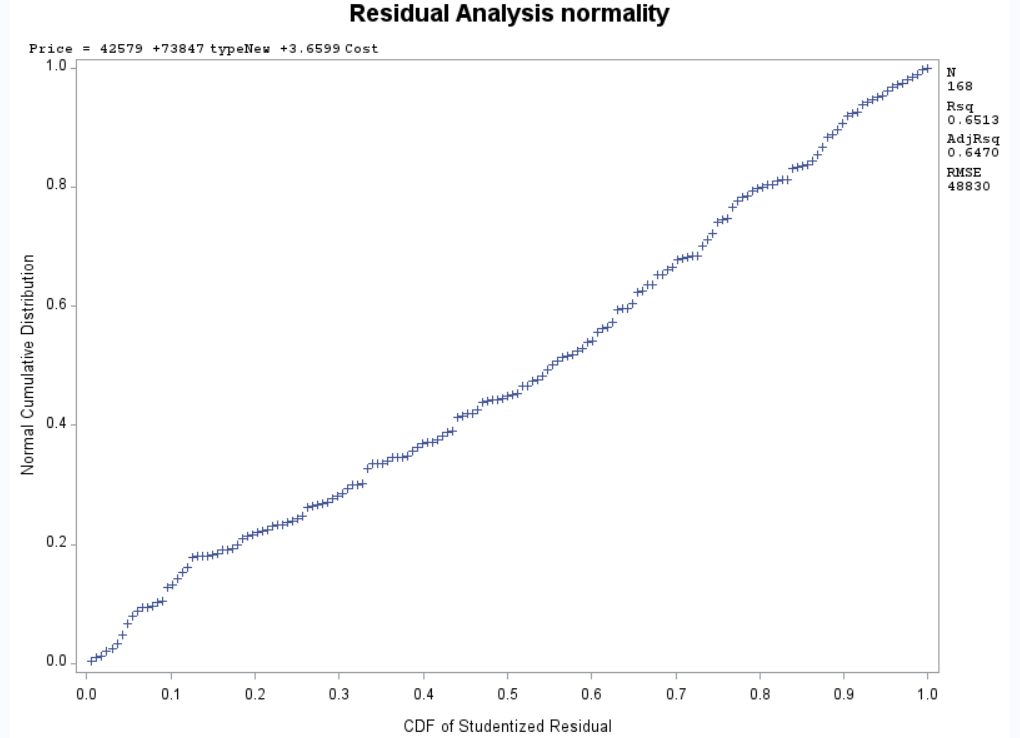 Residual Analysis normality
Price = 42579 +73847 typeNew +3.6599 Cost
1.0
0.8
0.6
0.4
0.2
0.0
Normal Cumulative Distribution
0.0 0.1 0.2 0.3 0.4 0.5 0.6 0.7 0.8 0.9 1.0
CDF of Studentized Residual
N
168
Rsq
0.6513
AdjRsq
0.6470
RMSE
48830